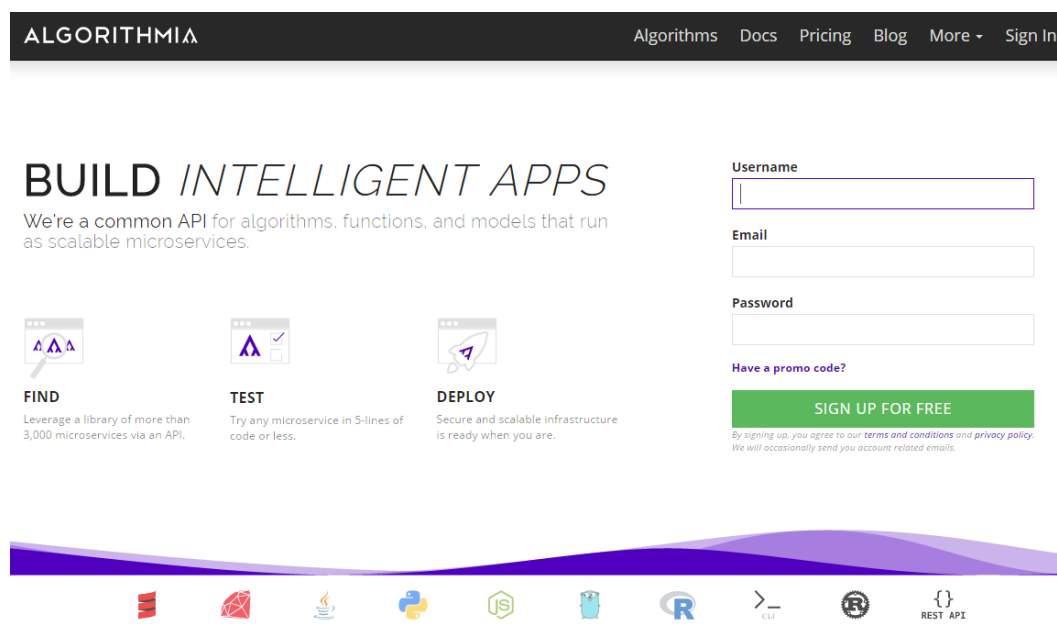 ALGORITHMIA
Algorithms Docs Pricing Blog More Sign In
BUILD INTELLIGENT APPS
We're a common API for algorithms, functions, and models that run
as scalable microservices.
FIND
Leverage a library of more than
3,000 microservices via an API.
TEST
Try any microservice in 5-lines of
code or less.
DEPLOY
Secure and scalable infrastructure
is ready when you are.
Username
Email
Password
Have a promo code?
SIGN UP FOR FREE
By signing up, you agree to our terms and conditions and privacy policy.
We will occasionally send you account related emails.
JS
R
>_
CLI
R
{}
REST API